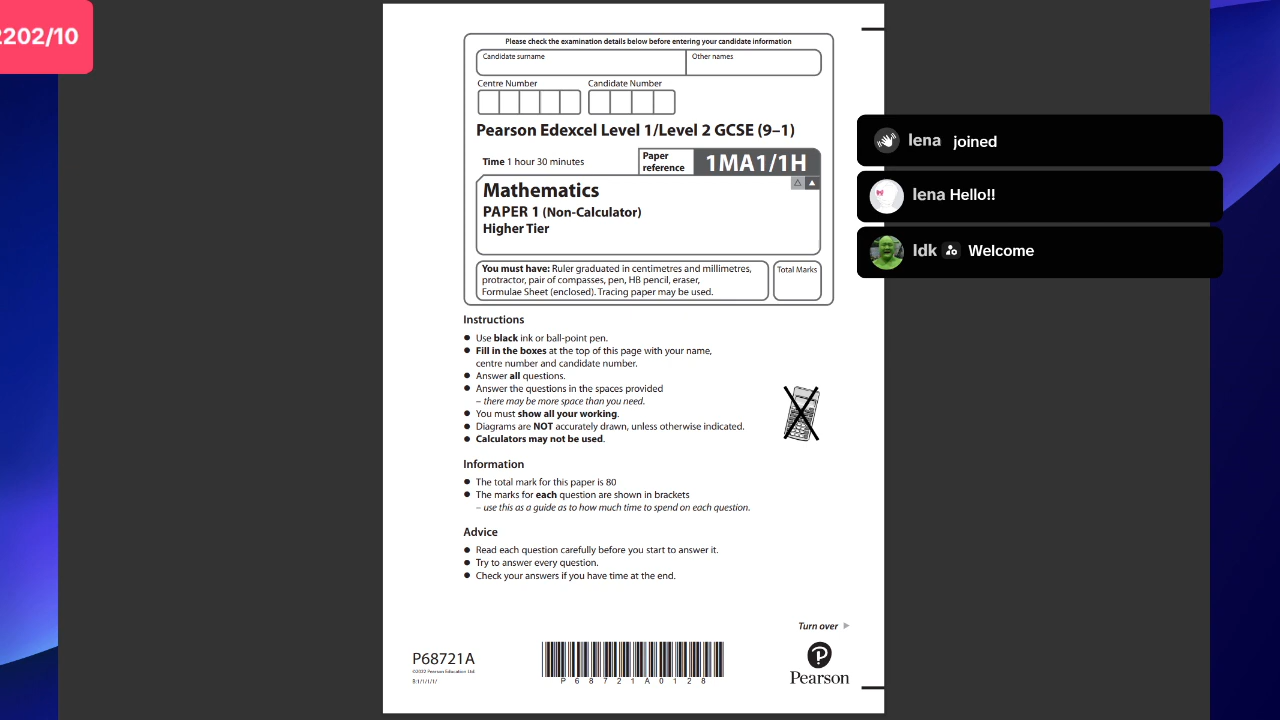 2202/10
Please check the examination details below before entering your candidate information
Candidate surname
Other names
Centre Number
Candidate Number
Pearson Edexcel Level 1/Level 2 GCSE (9–1)
Time 1 hour 30 minutes
Paper reference
1MA1/1H
Mathematics
PAPER 1 (Non-Calculator)
Higher Tier
You must have: Ruler graduated in centimetres and millimetres,
protractor, pair of compasses, pen, HB pencil, eraser,
Formulae Sheet (enclosed). Tracing paper may be used.
Total Marks
Instructions
● Use black ink or ball-point pen.
● Fill in the boxes at the top of this page with your name,
centre number and candidate number.
● Answer all questions.
● Answer the questions in the spaces provided
– there may be more space than you need.
● You must show all your working.
● Diagrams are NOT accurately drawn, unless otherwise indicated.
● Calculators may not be used.
Information
● The total mark for this paper is 80
● The marks for each question are shown in brackets
– use this as a guide as to how much time to spend on each question.
Advice
● Read each question carefully before you start to answer it.
● Try to answer every question.
● Check your answers if you have time at the end.
Turn over
P68721A
©2022 Pearson Education Ltd.
P 6 8 7 2 1 A 0 1 2 8
Pearson
lena joined
lena Hello!!
Idk Welcome